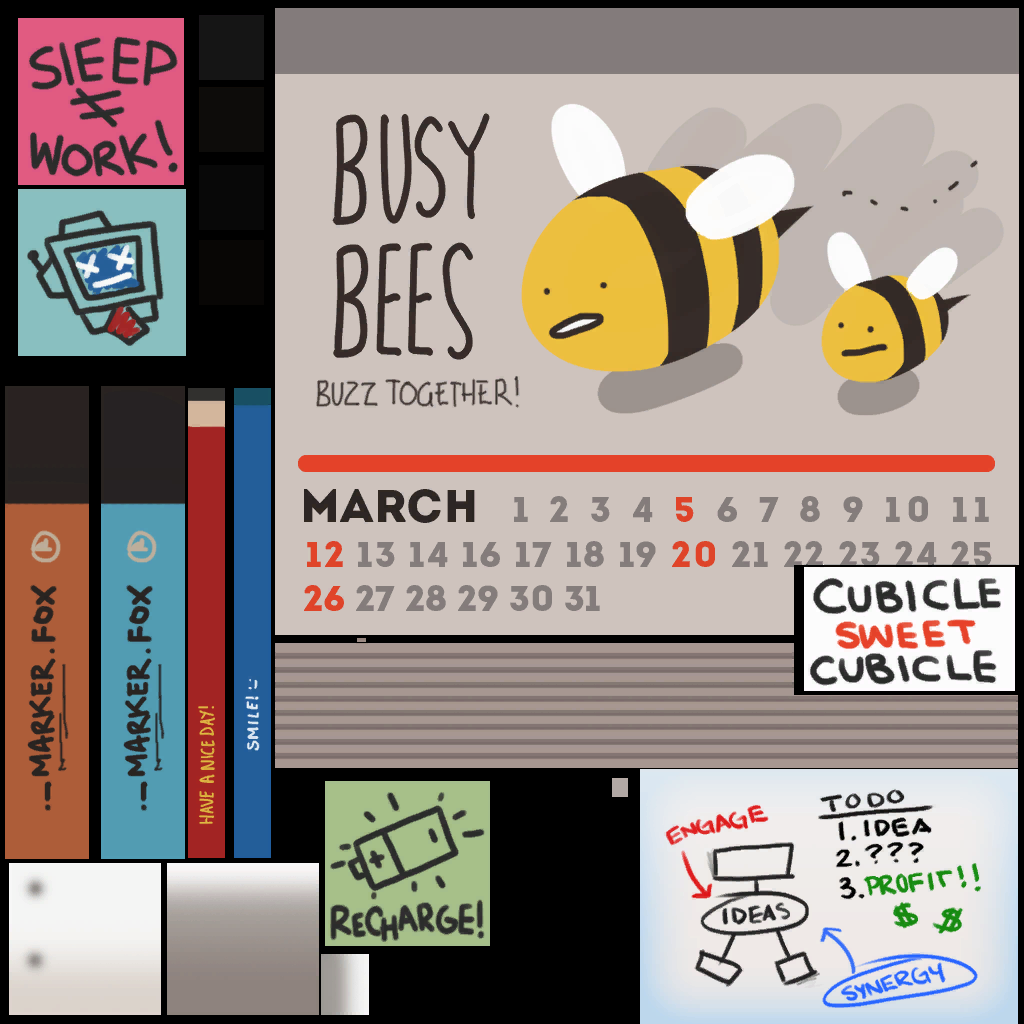 SLEEP
≠
WORK!
BUSY
BEES
BUZZ TOGETHER!
MARCH 1 2 3 4 5 6 7 8 9 10 11
12 13 14 16 17 18 19 20 21 22 23 24 25
26 27 28 29 30 31
CUBICLE
SWEET
CUBICLE
MARKER.FOX
MARKER.FOX
HAVE A NICE DAY!
SMILE! :)
RECHARGE!
ENGAGE
IDEAS
TODO
1. IDEA
2. ???
3. PROFIT!!
$ $
SYNERGY